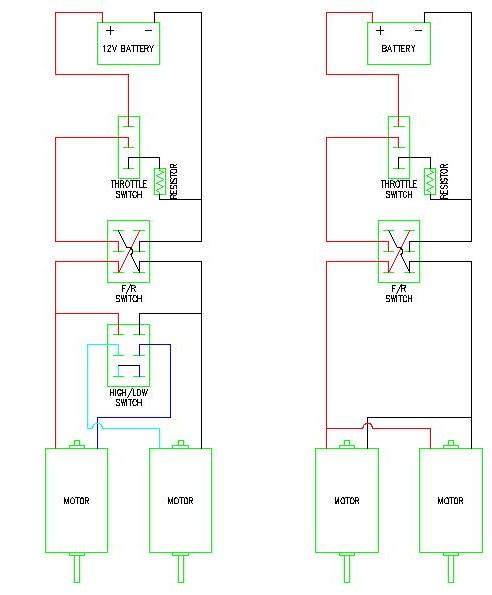 + −
12V BATTERY
THROTTLE
SWITCH
RESISTOR
F/R
SWITCH
HIGH/LOW
SWITCH
MOTOR
MOTOR
+ −
BATTERY
THROTTLE
SWITCH
RESISTOR
F/R
SWITCH
MOTOR
MOTOR